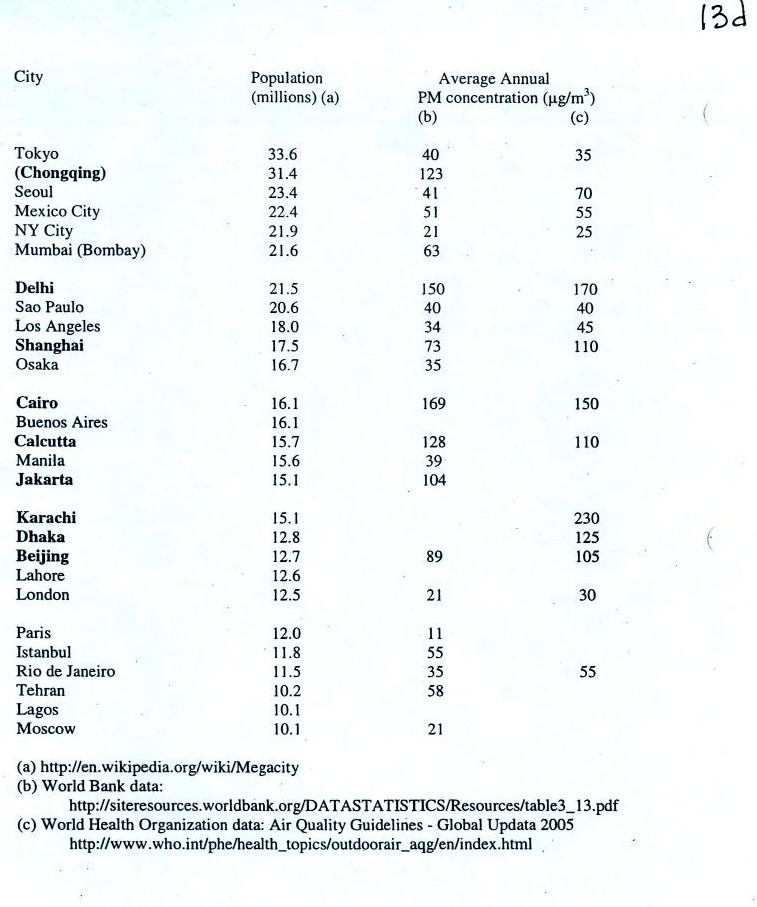 13d
City Population Average Annual
(millions) (a) PM concentration (µg/m³)
(b) (c)
Tokyo 33.6 40 35
(Chongqing) 31.4 123
Seoul 23.4 41 70
Mexico City 22.4 51 55
NY City 21.9 21 25
Mumbai (Bombay) 21.6 63
Delhi 21.5 150 170
Sao Paulo 20.6 40 40
Los Angeles 18.0 34 45
Shanghai 17.5 73 110
Osaka 16.7 35
Cairo 16.1 169 150
Buenos Aires 16.1
Calcutta 15.7 128 110
Manila 15.6 39
Jakarta 15.1 104
Karachi 15.1 230
Dhaka 12.8 125
Beijing 12.7 89 105
Lahore 12.6
London 12.5 21 30
Paris 12.0 11
Istanbul 11.8 55
Rio de Janeiro 11.5 35 55
Tehran 10.2 58
Lagos 10.1
Moscow 10.1 21
(a) http://en.wikipedia.org/wiki/Megacity
(b) World Bank data:
http://siteresources.worldbank.org/DATASTATISTICS/Resources/table3_13.pdf
(c) World Health Organization data: Air Quality Guidelines - Global Updata 2005
http://www.who.int/phe/health_topics/outdoorair_aqg/en/index.html